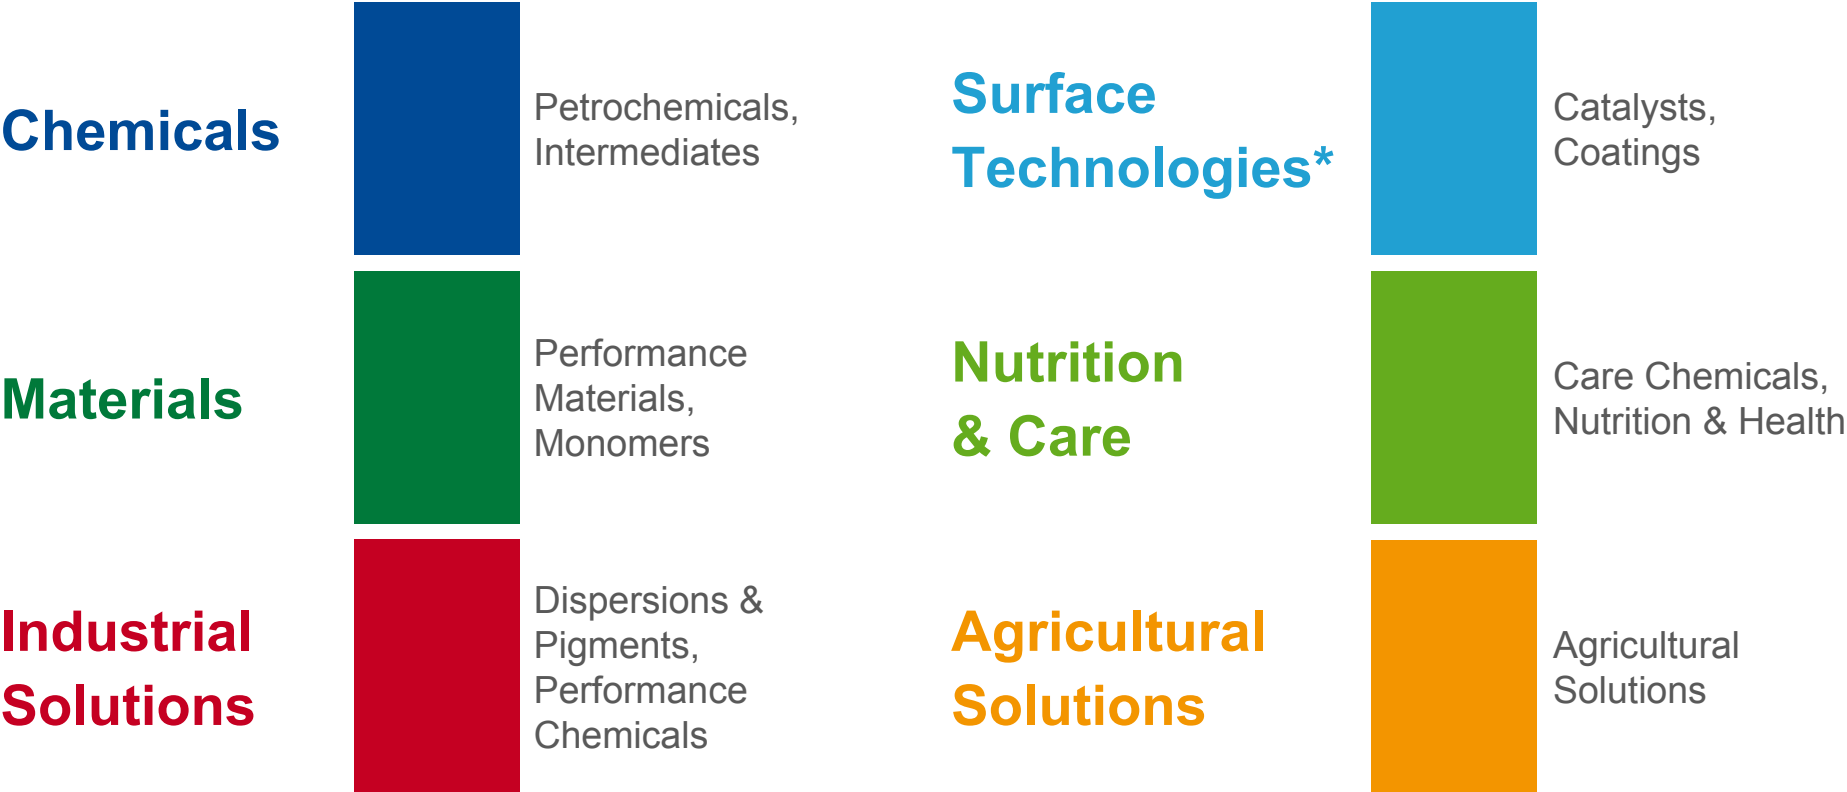 Chemicals
Petrochemicals,
Intermediates
Surface
Technologies*
Catalysts,
Coatings
Materials
Performance
Materials,
Monomers
Nutrition
& Care
Care Chemicals,
Nutrition & Health
Industrial
Solutions
Dispersions &
Pigments,
Performance
Chemicals
Agricultural
Solutions
Agricultural
Solutions